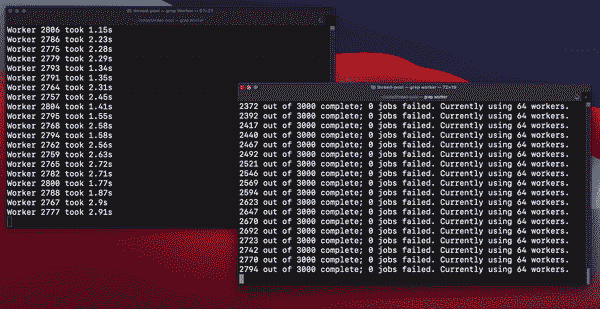 Worker 2806 took 1.15s
Worker 2786 took 2.23s
Worker 2775 took 2.28s
Worker 2779 took 2.29s
Worker 2793 took 1.34s
Worker 2791 took 1.35s
Worker 2764 took 2.31s
Worker 2757 took 2.45s
Worker 2804 took 1.41s
Worker 2795 took 1.55s
Worker 2768 took 2.58s
Worker 2794 took 1.58s
Worker 2762 took 2.56s
Worker 2759 took 2.63s
Worker 2765 took 2.72s
Worker 2782 took 2.71s
Worker 2800 took 1.77s
Worker 2788 took 1.87s
Worker 2767 took 2.9s
Worker 2777 took 2.91s
2372 out of 3000 complete; 0 jobs failed. Currently using 64 workers.
2392 out of 3000 complete; 0 jobs failed. Currently using 64 workers.
2417 out of 3000 complete; 0 jobs failed. Currently using 64 workers.
2440 out of 3000 complete; 0 jobs failed. Currently using 64 workers.
2467 out of 3000 complete; 0 jobs failed. Currently using 64 workers.
2492 out of 3000 complete; 0 jobs failed. Currently using 64 workers.
2521 out of 3000 complete; 0 jobs failed. Currently using 64 workers.
2546 out of 3000 complete; 0 jobs failed. Currently using 64 workers.
2569 out of 3000 complete; 0 jobs failed. Currently using 64 workers.
2594 out of 3000 complete; 0 jobs failed. Currently using 64 workers.
2623 out of 3000 complete; 0 jobs failed. Currently using 64 workers.
2647 out of 3000 complete; 0 jobs failed. Currently using 64 workers.
2670 out of 3000 complete; 0 jobs failed. Currently using 64 workers.
2692 out of 3000 complete; 0 jobs failed. Currently using 64 workers.
2723 out of 3000 complete; 0 jobs failed. Currently using 64 workers.
2742 out of 3000 complete; 0 jobs failed. Currently using 64 workers.
2770 out of 3000 complete; 0 jobs failed. Currently using 64 workers.
2794 out of 3000 complete; 0 jobs failed. Currently using 64 workers.